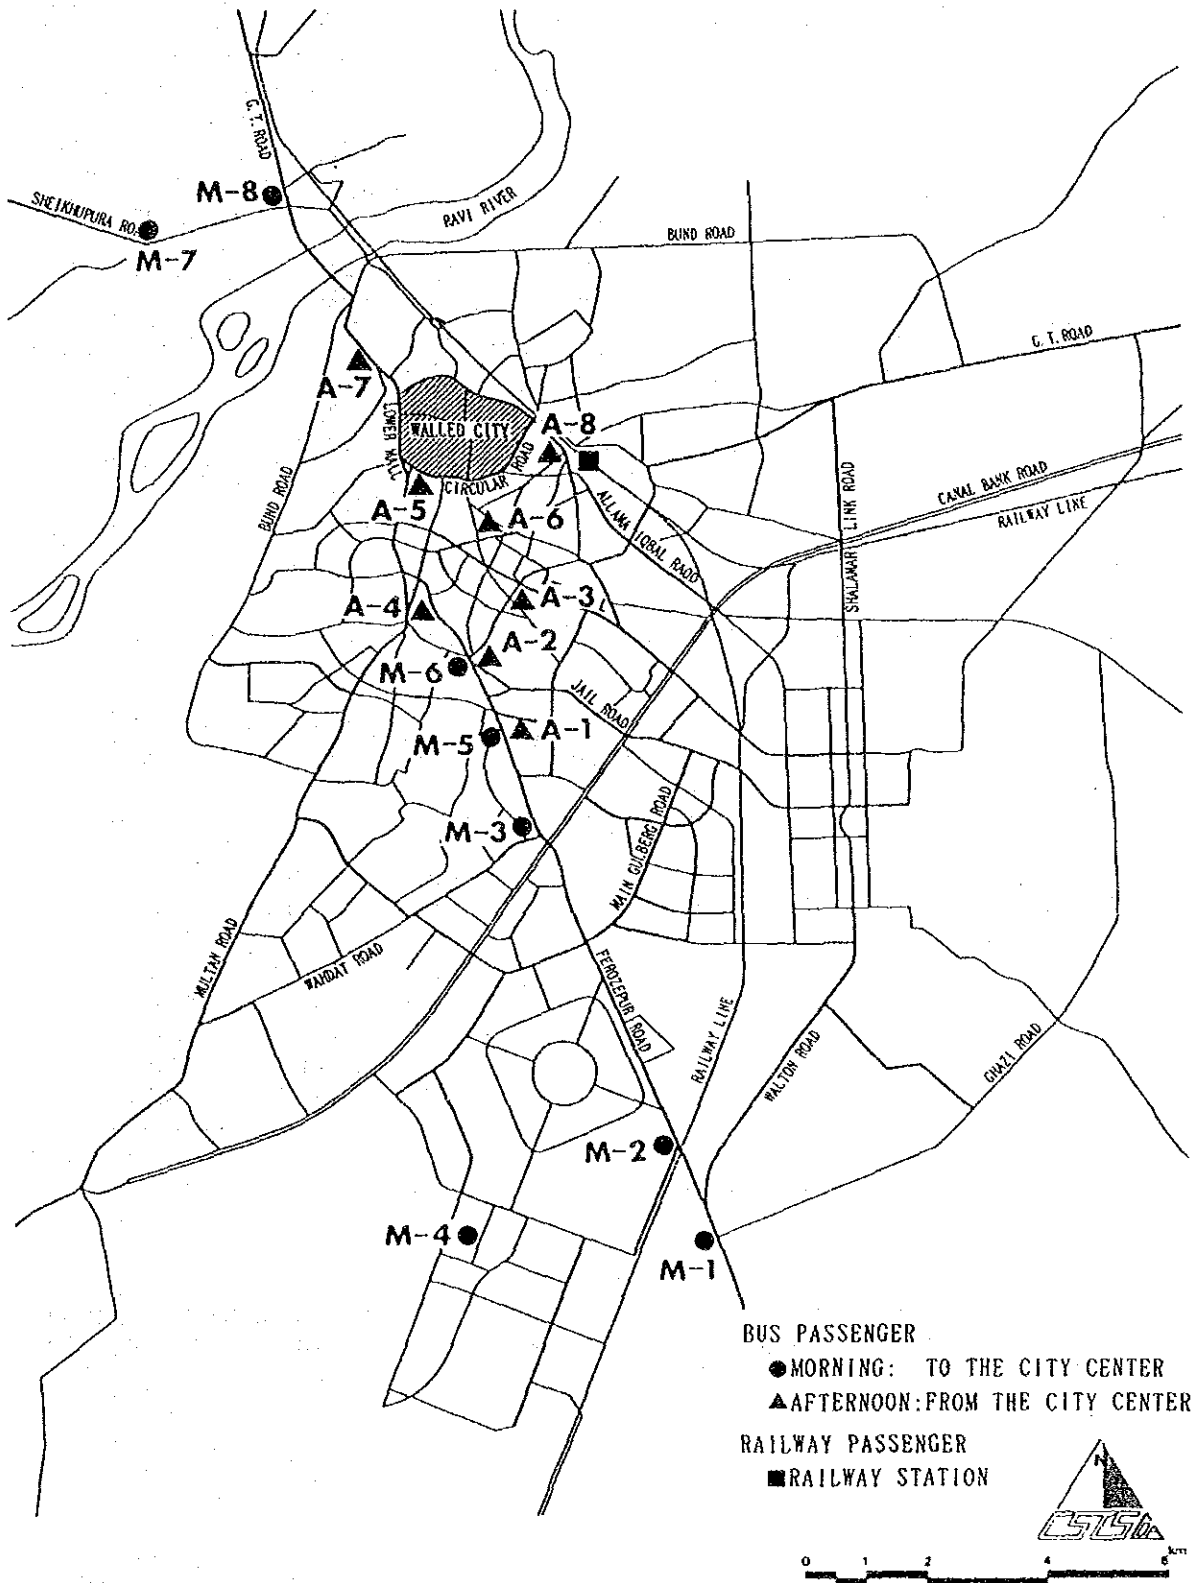 G. T. ROAD
M-8
SHEIKHUPURA RO
M-7
RAVI RIVER
BUND ROAD
G. T. ROAD
A-7
LOWER MALL
WALLED CITY
A-8
CIRCULAR ROAD
A-5
A-6
BUND ROAD
ALLAMA IQBAL RAOD
CANAL BANK ROAD
RAILWAY LINE
SHALAMAR LINK ROAD
A-4
A-3
A-2
M-6
JAIL ROAD
A-1
M-5
M-3
MAIN GULBERG ROAD
MULTAN ROAD
WAHDAT ROAD
FEROZEPUR ROAD
RAILWAY LINE
WALTON ROAD
GHAZI ROAD
M-2
M-4
M-1
BUS PASSENGER
MORNING: TO THE CITY CENTER
AFTERNOON:FROM THE CITY CENTER
RAILWAY PASSENGER
RAILWAY STATION
N
0 1 2 4 6 km